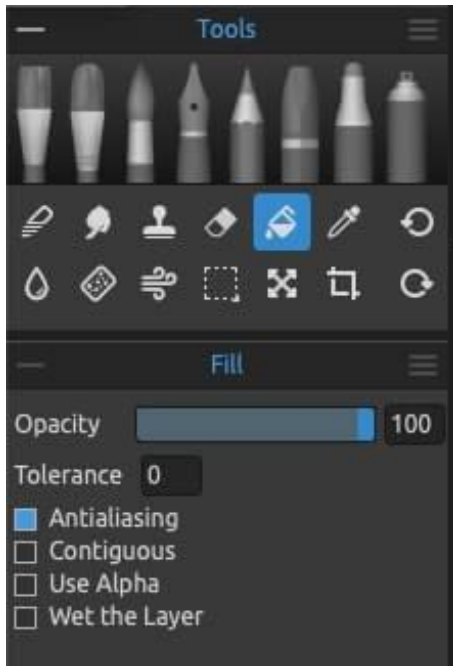 Tools
Fill
Opacity 100
Tolerance 0
Antialiasing
Contiguous
Use Alpha
Wet the Layer